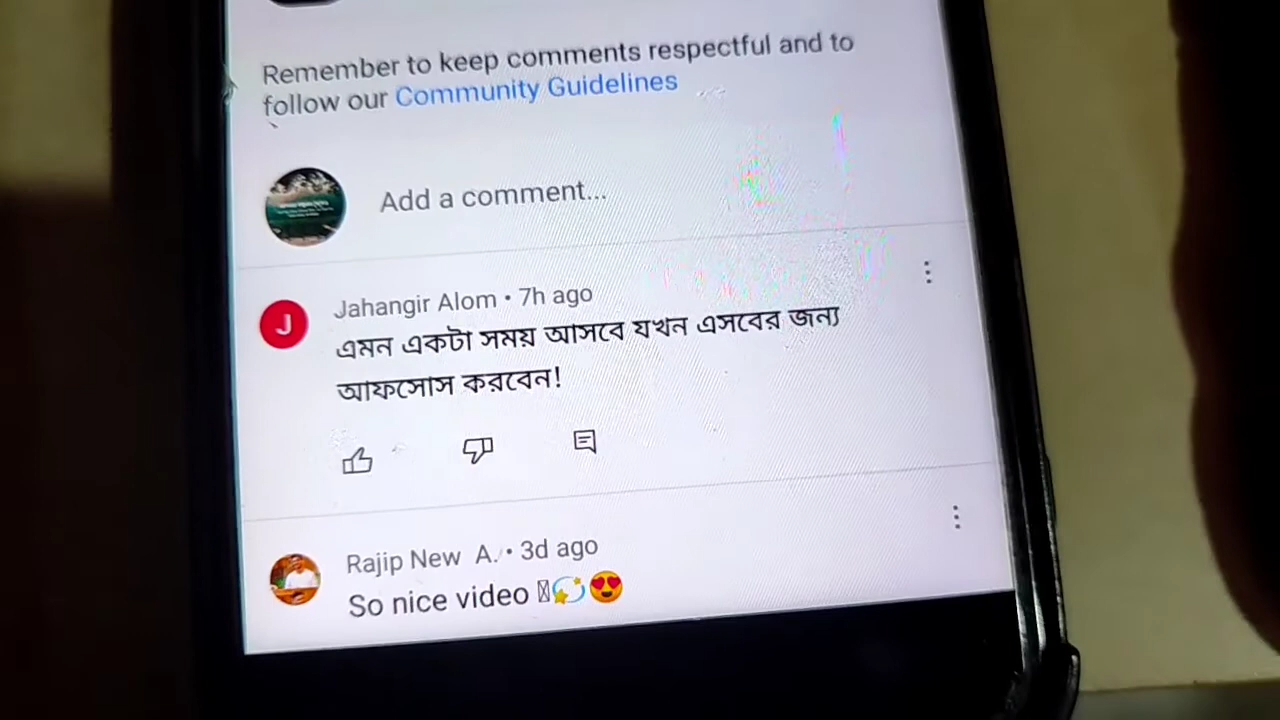 Remember to keep comments respectful and to
follow our Community Guidelines
Add a comment...
Jahangir Alom • 7h ago
J
এমন একটা সময় আসবে যখন এসবের জন্য
আফসোস করবেন!
Rajip New A. • 3d ago
So nice video 💫😍